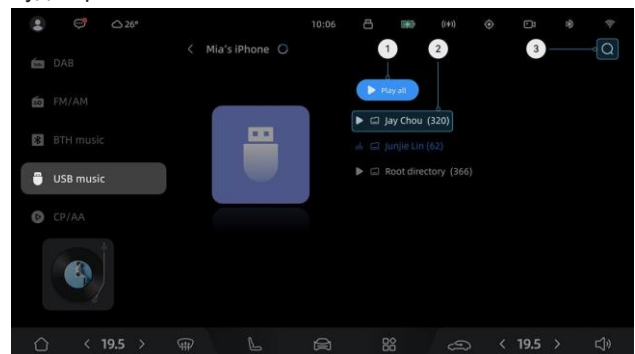 26°
10:06
Mia's iPhone
1
2
3
DAB
FM/AM
BTH music
USB music
CP/AA
Play all
Jay Chou (320)
Junjie Lin (62)
Root directory (366)
19.5
19.5